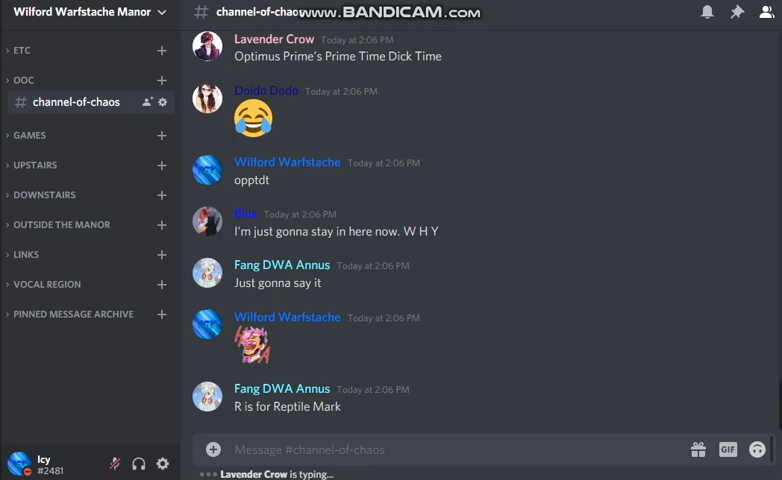 Wilford Warfstache Manor
ETC
OOC
# channel-of-chaos
GAMES
UPSTAIRS
DOWNSTAIRS
OUTSIDE THE MANOR
LINKS
VOCAL REGION
PINNED MESSAGE ARCHIVE
Icy
#2481
# channel-of-chao
www.BANDICAM.com
Lavender Crow Today at 2:06 PM
Optimus Prime's Prime Time Dick Time
Doido Dodo Today at 2:06 PM
Wilford Warfstache Today at 2:06 PM
opptdt
Blue Today at 2:06 PM
I'm just gonna stay in here now. W H Y
Fang DWA Annus Today at 2:06 PM
Just gonna say it
Wilford Warfstache Today at 2:06 PM
Fang DWA Annus Today at 2:06 PM
R is for Reptile Mark
Message #channel-of-chaos
GIF
Lavender Crow is typing...